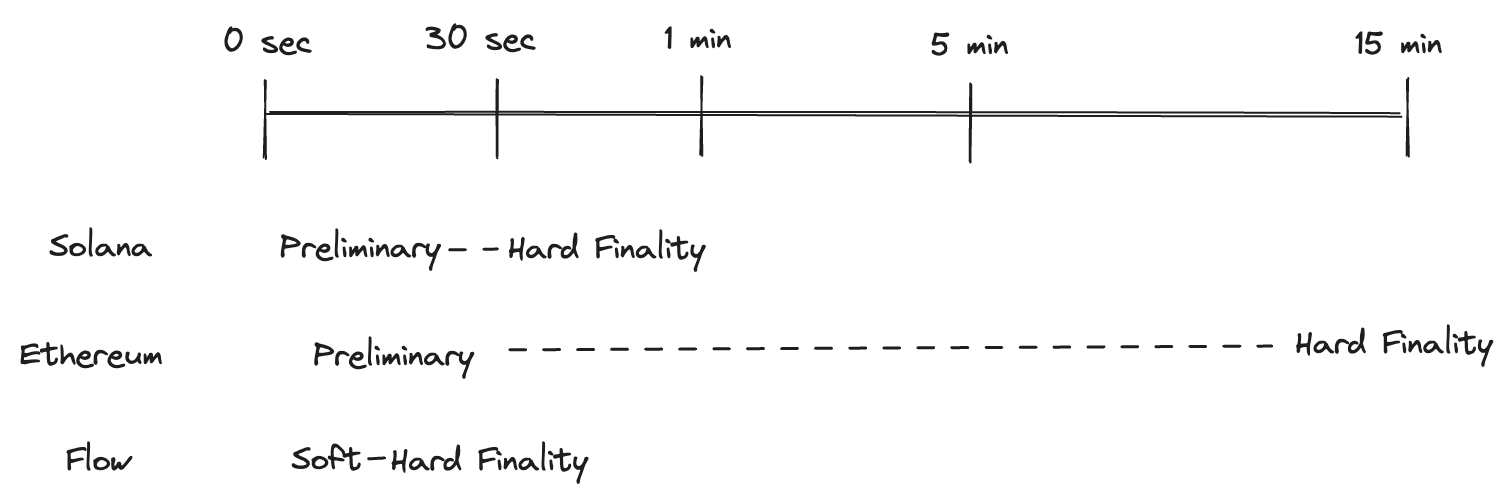 0 sec 30 sec 1 min 5 min 15 min
Solana Preliminary - - Hard Finality
Ethereum Preliminary - - - - - - - - - - - - - - - - - - - - - - - Hard Finality
Flow Soft-Hard Finality